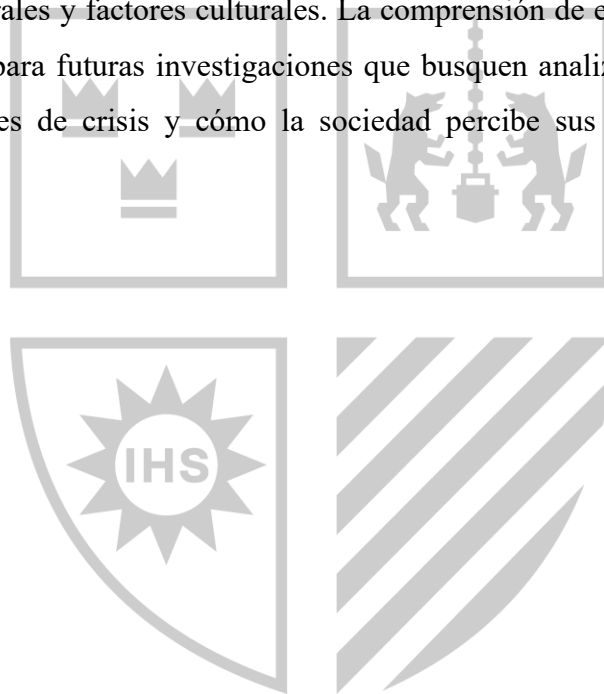 rales y factores culturales. La comprensión de e
para futuras investigaciones que busquen analiz
es de crisis y cómo la sociedad percibe sus
IHS